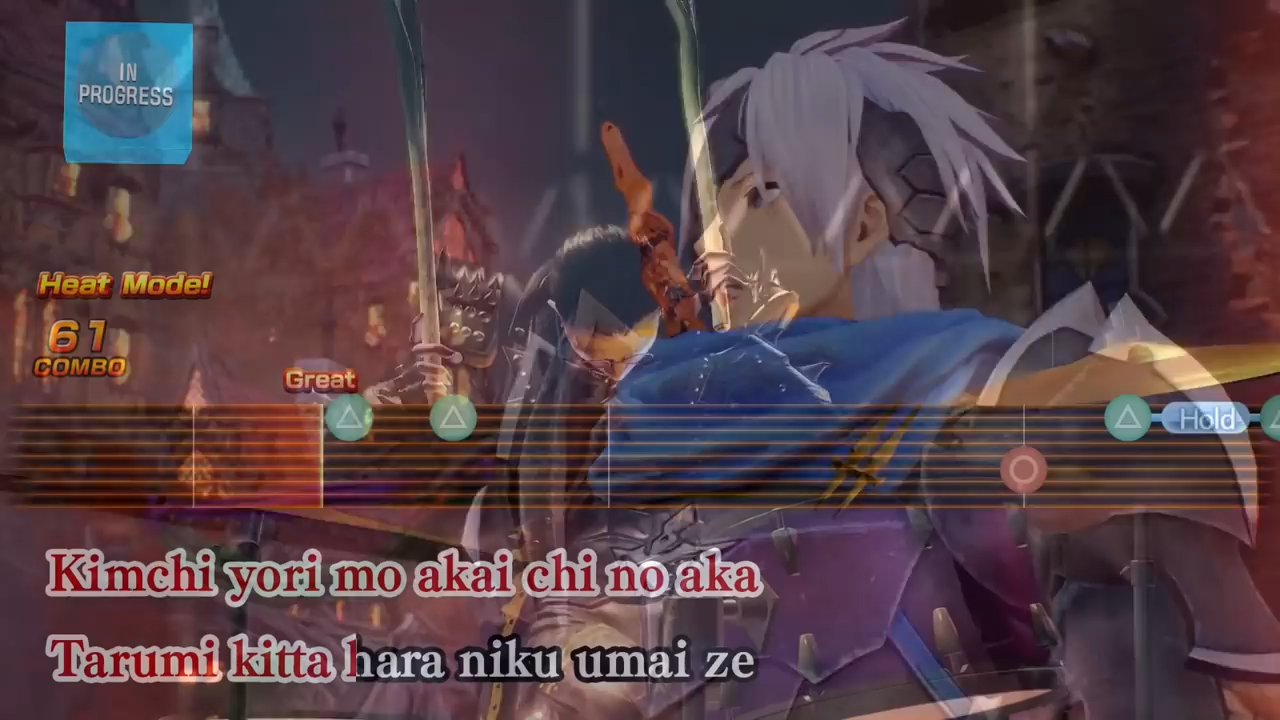 IN
PROGRESS
Heat Mode!
61
COMBO
Great
Hold
Kimchi yori mo akai chi no aka
Tarumi kitta hara niku umai ze